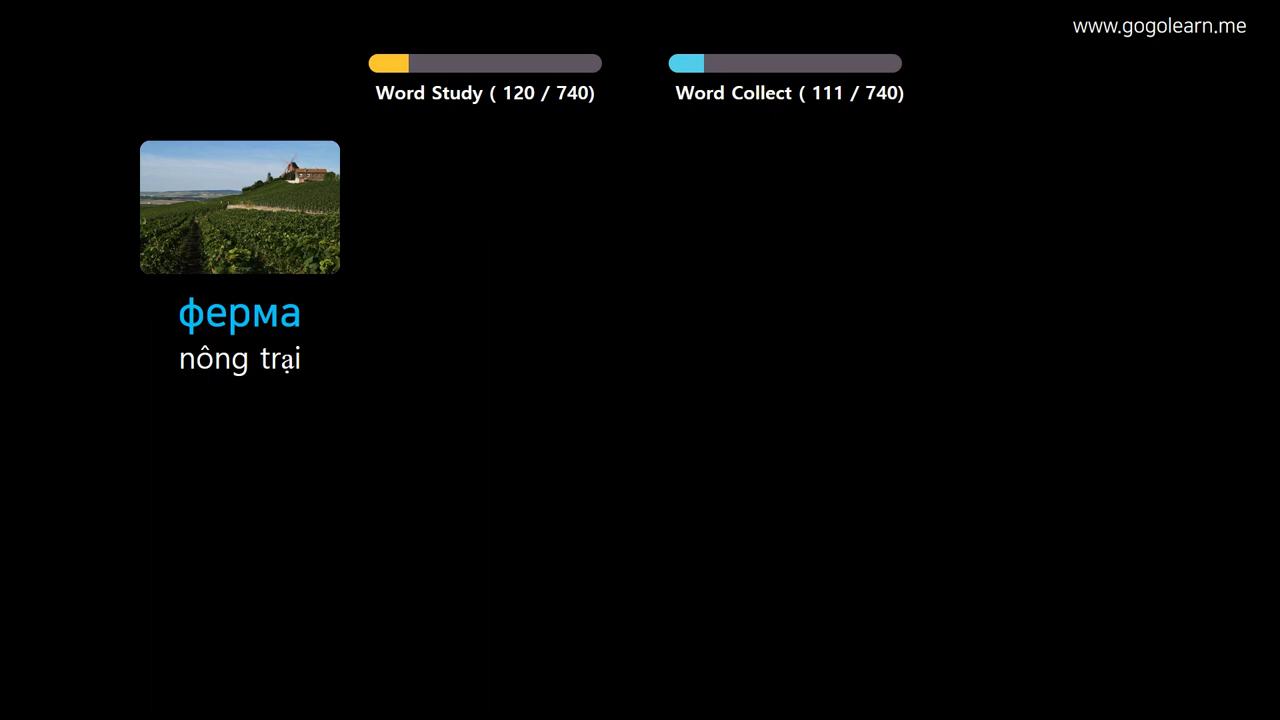 www.gogolearn.me
Word Study ( 120 / 740)
Word Collect ( 111 / 740)
ферма
nông trại